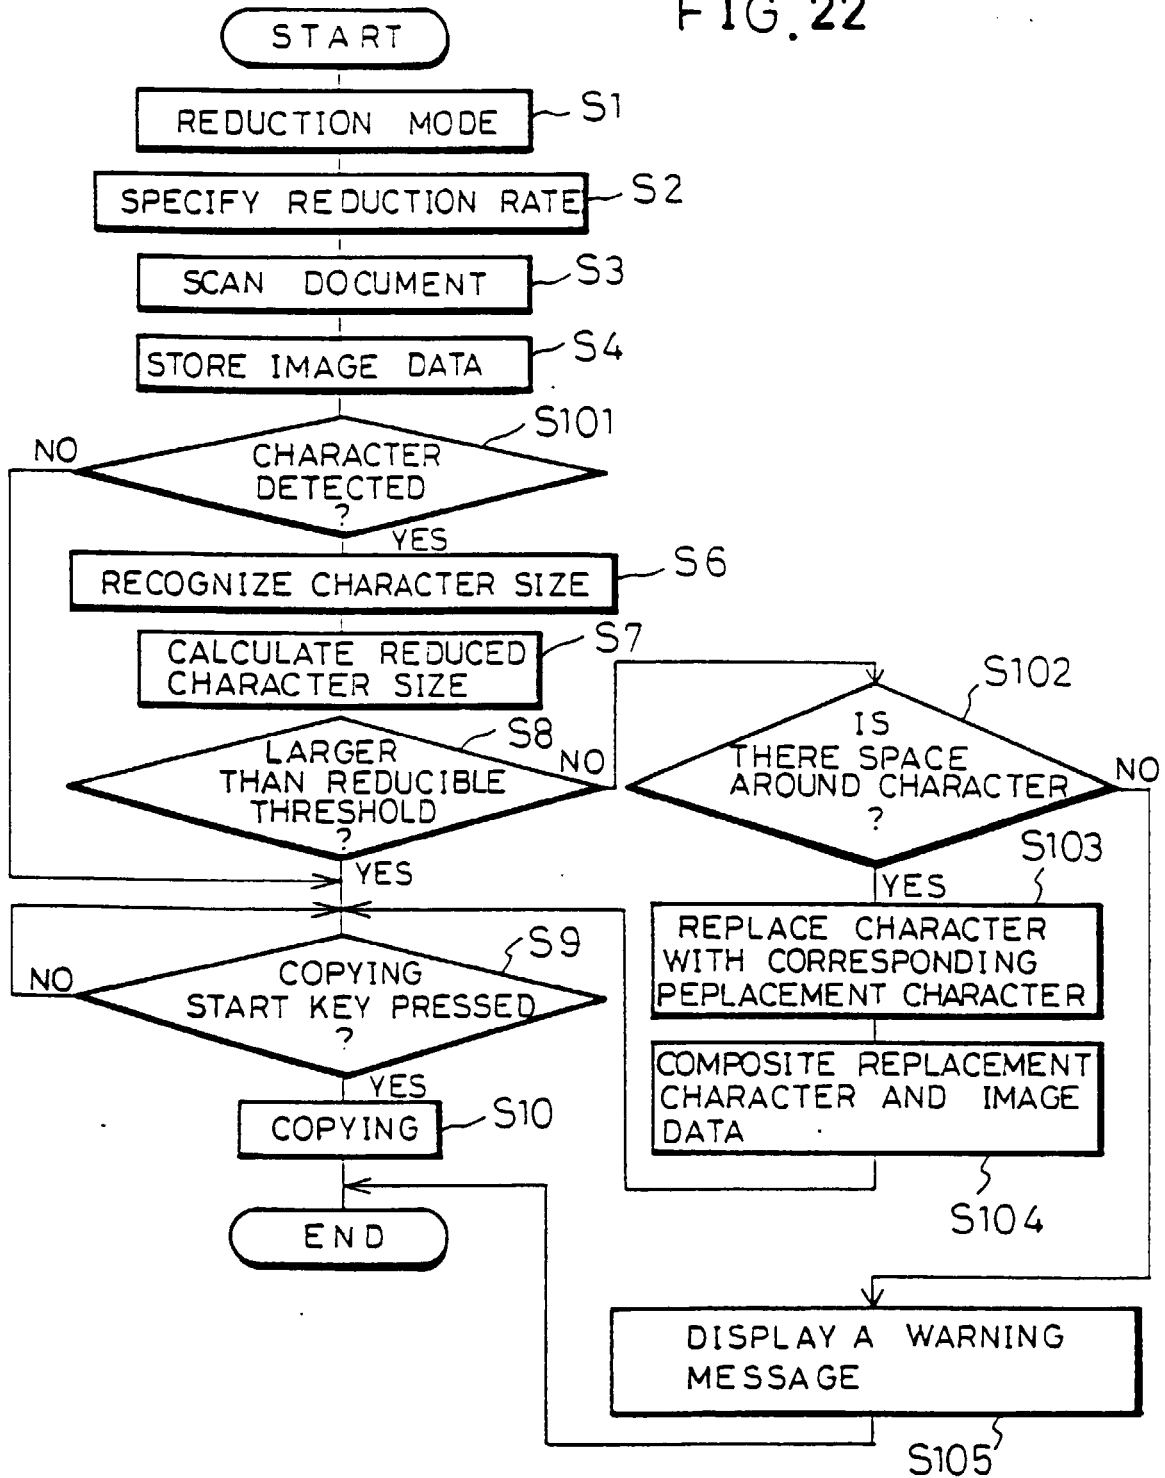 FIG. 22
START
REDUCTION MODE
S1
SPECIFY REDUCTION RATE
S2
SCAN DOCUMENT
S3
STORE IMAGE DATA
S4
CHARACTER
DETECTED
?
S101
NO
YES
RECOGNIZE CHARACTER SIZE
S6
CALCULATE REDUCED
CHARACTER SIZE
S7
LARGER
THAN REDUCIBLE
THRESHOLD
?
S8
NO
YES
IS
THERE SPACE
AROUND CHARACTER
?
S102
NO
YES
S103
REPLACE CHARACTER
WITH CORRESPONDING
PEPLACEMENT CHARACTER
COMPOSITE REPLACEMENT
CHARACTER AND IMAGE
DATA
S104
COPYING
START KEY PRESSED
?
S9
NO
YES
COPYING
S10
END
DISPLAY A WARNING
MESSAGE
S105